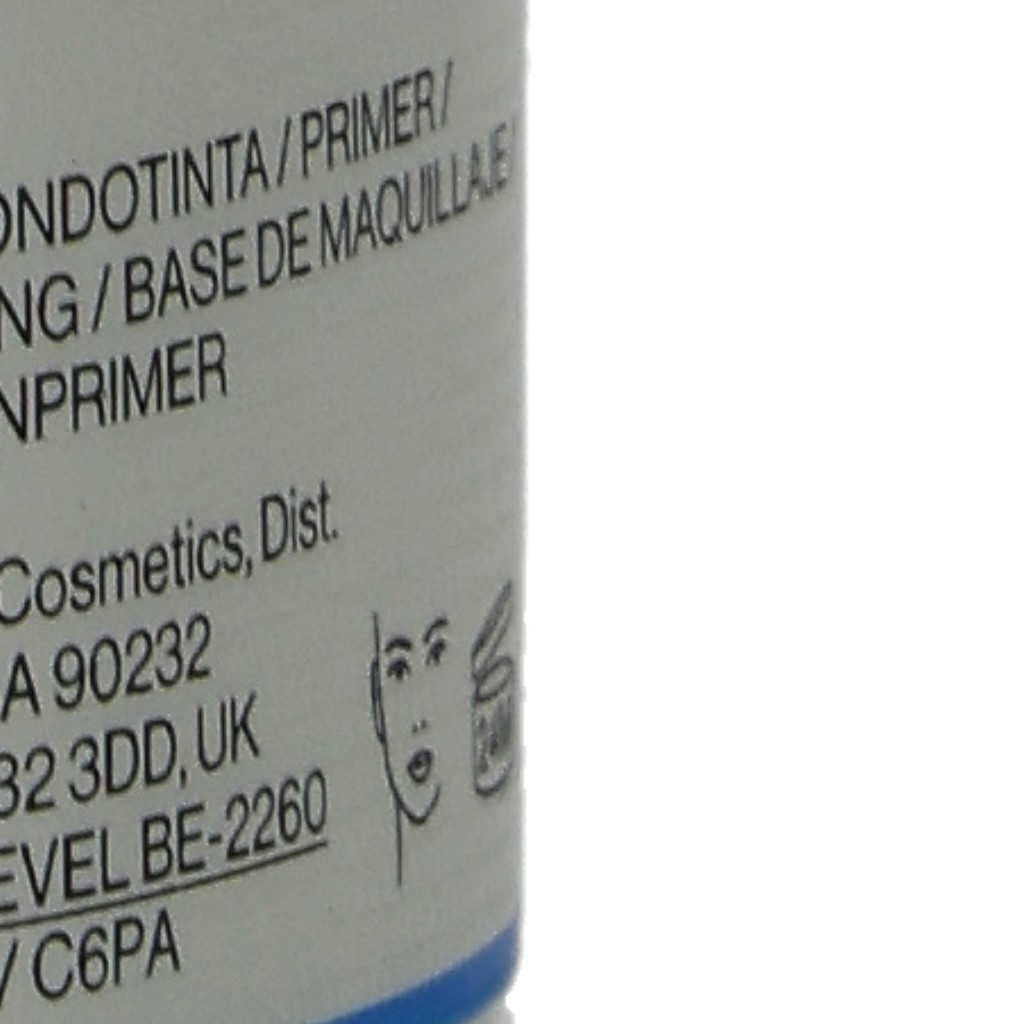 ONDOTINTA / PRIMER /
NG / BASE DE MAQUILLAJE /
NPRIMER
Cosmetics, Dist.
A 90232
32 3DD, UK
EVEL BE-2260
/ C6PA